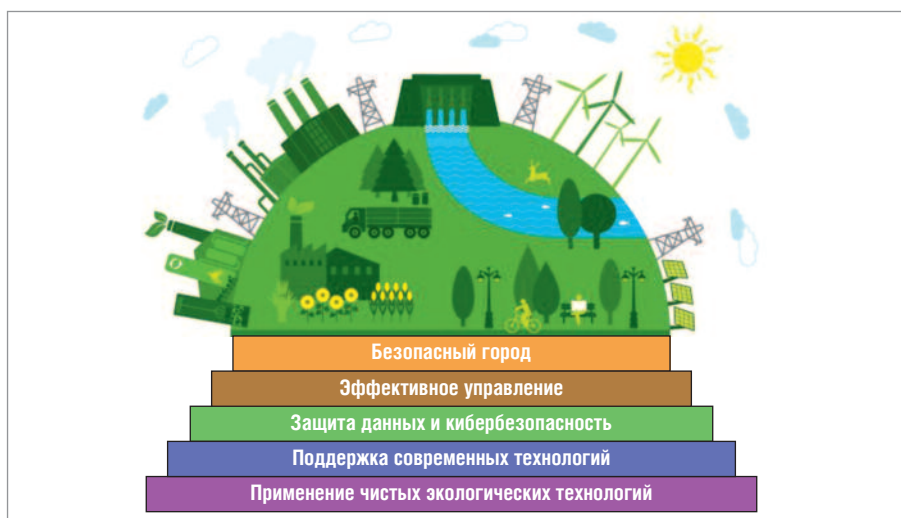 Безопасный город
Эффективное управление
Защита данных и кибербезопасность
Поддержка современных технологий
Применение чистых экологических технологий